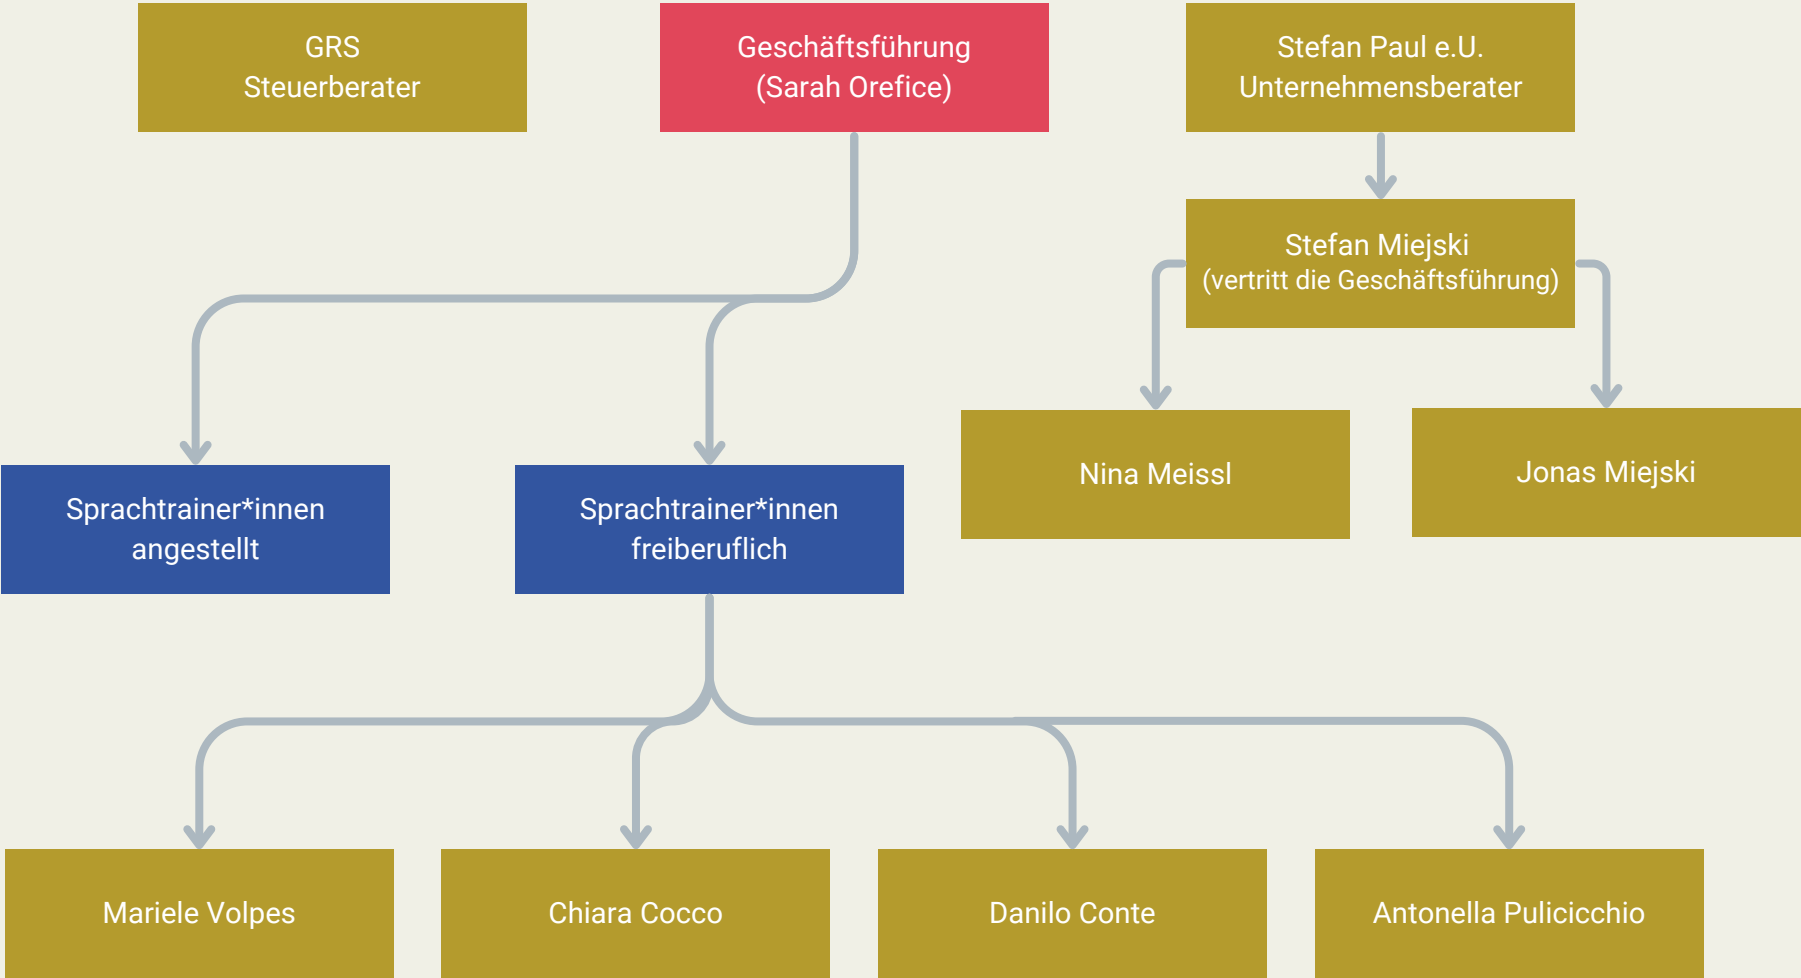 GRS
Steuerberater
Geschäftsführung
(Sarah Orefice)
Stefan Paul e.U.
Unternehmensberater
Stefan Miejski
(vertritt die Geschäftsführung)
Nina Meissl
Jonas Miejski
Sprachtrainer*innen
angestellt
Sprachtrainer*innen
freiberuflich
Mariele Volpes
Chiara Cocco
Danilo Conte
Antonella Pulicicchio